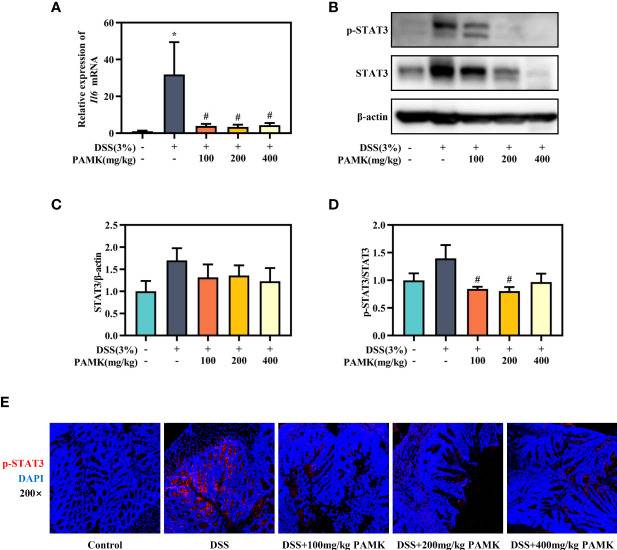 A
Relative expression of
Il6 mRNA
60
40
20
0
*
# # #
DSS(3%) - + + + +
PAMK(mg/kg) - - 100 200 400
B
p-STAT3
STAT3
β-actin
DSS(3%) - + + + +
PAMK(mg/kg) - - 100 200 400
C
STAT3/β-actin
2.5
2.0
1.5
1.0
0.5
0.0
DSS(3%) - + + + +
PAMK(mg/kg) - - 100 200 400
D
p-STAT3/STAT3
2.0
1.5
1.0
0.5
0.0
# #
DSS(3%) - + + + +
PAMK(mg/kg) - - 100 200 400
E
p-STAT3
DAPI
200×
Control DSS DSS+100mg/kg PAMK DSS+200mg/kg PAMK DSS+400mg/kg PAMK